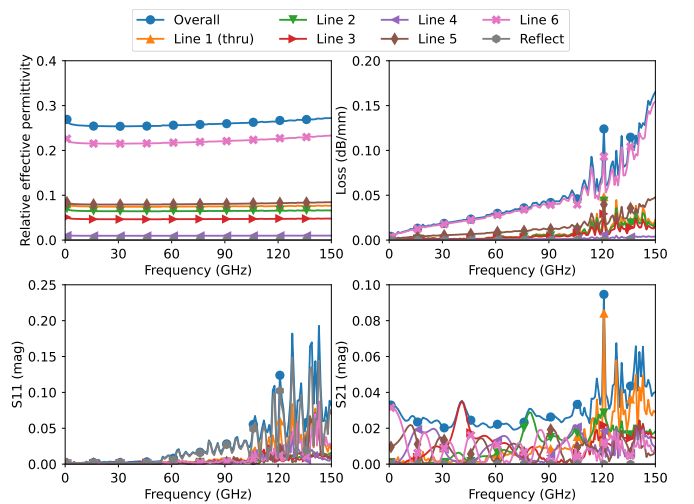 Overall
Line 2
Line 4
Line 6
Line 1 (thru)
Line 3
Line 5
Reflect
Relative effective permittivity
0.4
0.3
0.2
0.1
0.0
0 30 60 90 120 150
Frequency (GHz)
Loss (dB/mm)
0.20
0.15
0.10
0.05
0.00
0 30 60 90 120 150
Frequency (GHz)
S11 (mag)
0.25
0.20
0.15
0.10
0.05
0.00
0 30 60 90 120 150
Frequency (GHz)
S21 (mag)
0.10
0.08
0.06
0.04
0.02
0.00
0 30 60 90 120 150
Frequency (GHz)